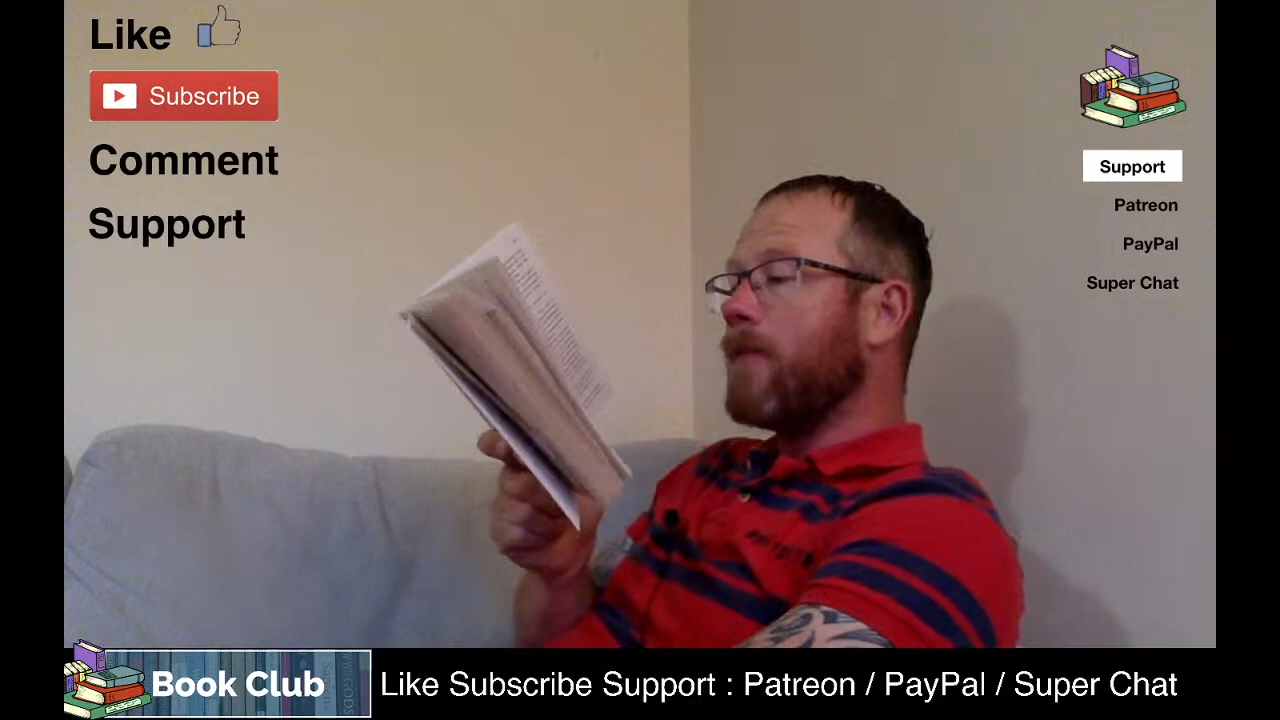 Like
Subscribe
Comment
Support
Support
Patreon
PayPal
Super Chat
Book Club
Like Subscribe Support : Patreon / PayPal / Super Chat